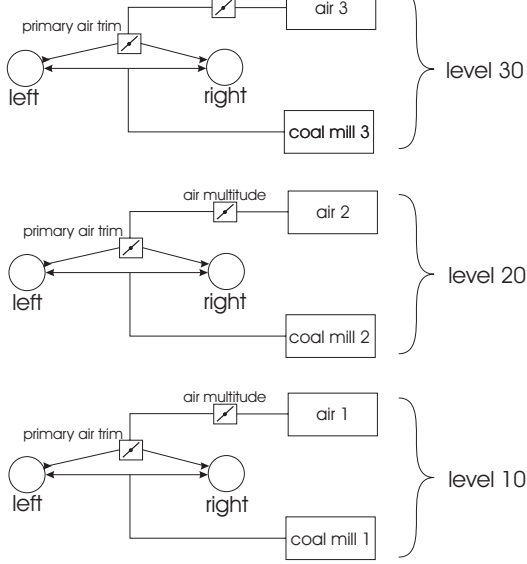 air 3
primary air trim
level 30
left
right
coal mill 3
air multitude
air 2
primary air trim
level 20
left
right
coal mill 2
air multitude
air 1
primary air trim
level 10
left
right
coal mill 1